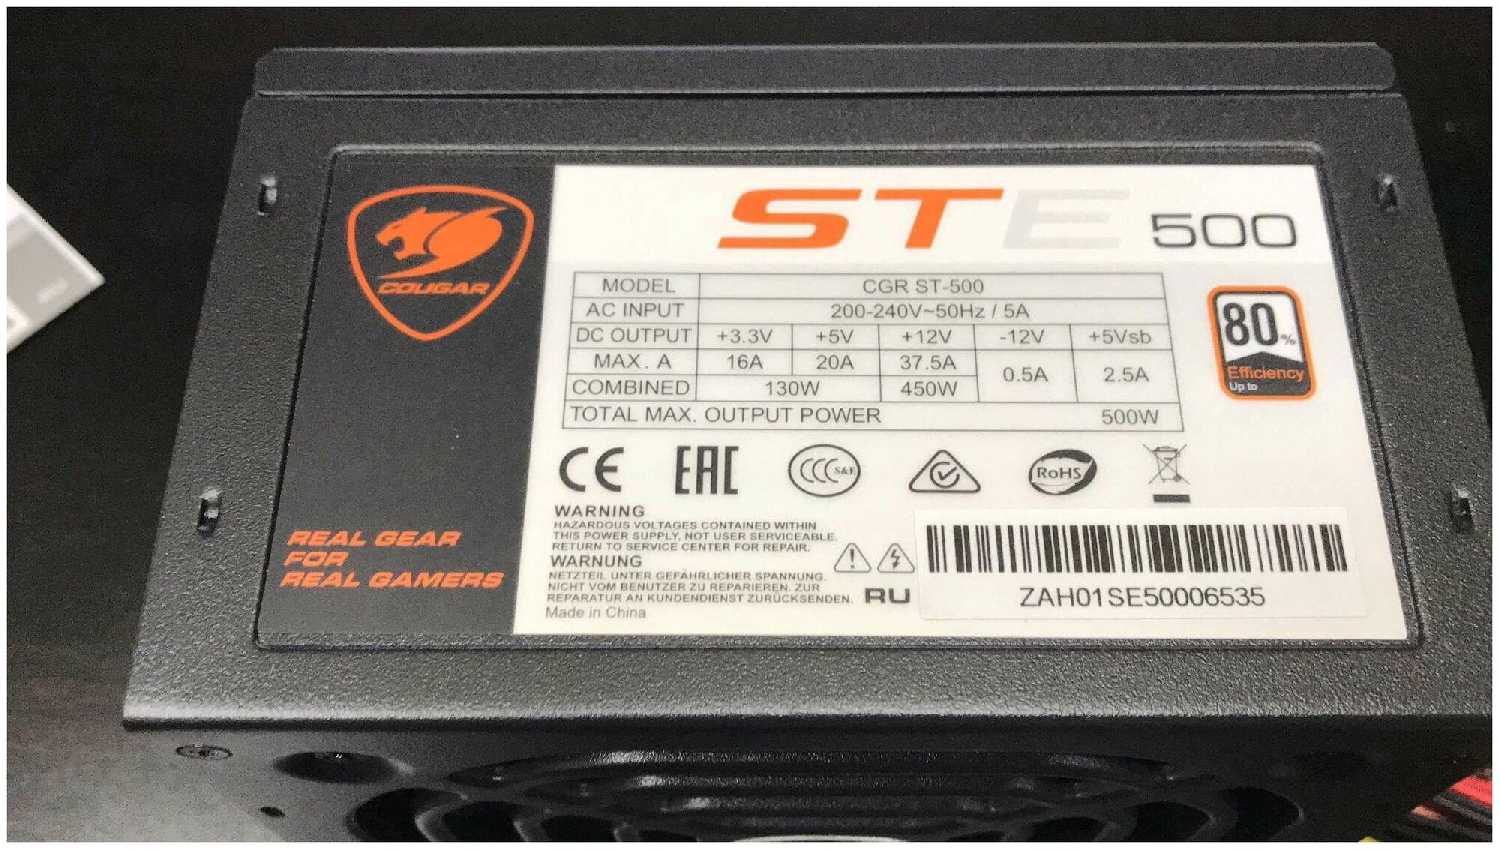 COUGAR
REAL GEAR
FOR
REAL GAMERS
STE 500
MODEL CGR ST-500
AC INPUT 200-240V~50Hz / 5A
DC OUTPUT +3.3V +5V +12V -12V +5Vsb
MAX. A 16A 20A 37.5A 0.5A 2.5A
COMBINED 130W 450W
TOTAL MAX. OUTPUT POWER 500W
80%
Efficiency
Up to
CE EAC CCC S&E RoHS
WARNING
HAZARDOUS VOLTAGES CONTAINED WITHIN
THIS POWER SUPPLY, NOT USER SERVICEABLE.
RETURN TO SERVICE CENTER FOR REPAIR.
WARNUNG
NETZTEIL UNTER GEFÄHRLICHER SPANNUNG.
NICHT VOM BENUTZER ZU REPARIEREN. ZUR
REPARATUR AN KUNDENDIENST ZURÜCKSENDEN.
Made in China
RU
ZAH01SE50006535